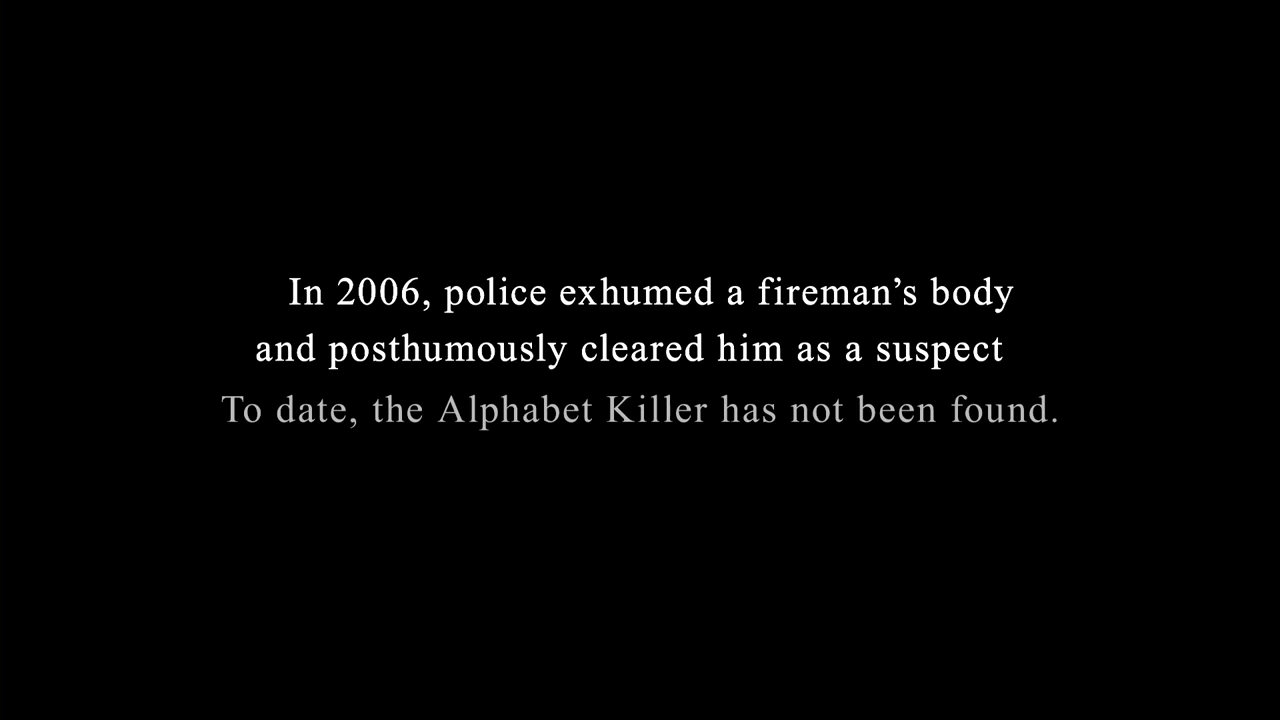 In 2006, police exhumed a fireman’s body
and posthumously cleared him as a suspect
To date, the Alphabet Killer has not been found.